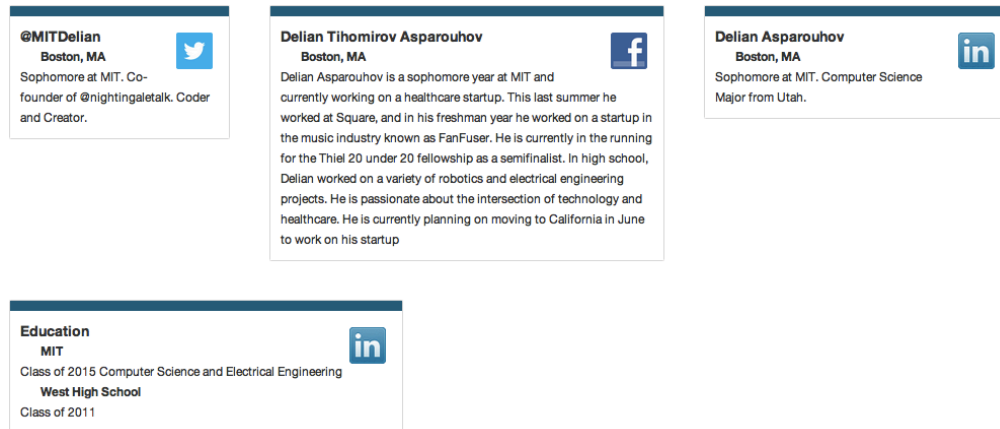 @MITDelian
Boston, MA
Sophomore at MIT. Co-
founder of @nightingaletalk. Coder
and Creator.
Delian Tihomirov Asparouhov
Boston, MA
Delian Asparouhov is a sophomore year at MIT and
currently working on a healthcare startup. This last summer he
worked at Square, and in his freshman year he worked on a startup in
the music industry known as FanFuser. He is currently in the running
for the Thiel 20 under 20 fellowship as a semifinalist. In high school,
Delian worked on a variety of robotics and electrical engineering
projects. He is passionate about the intersection of technology and
healthcare. He is currently planning on moving to California in June
to work on his startup
Delian Asparouhov
Boston, MA
Sophomore at MIT. Computer Science
Major from Utah.
Education
MIT
Class of 2015 Computer Science and Electrical Engineering
West High School
Class of 2011
f
in
in